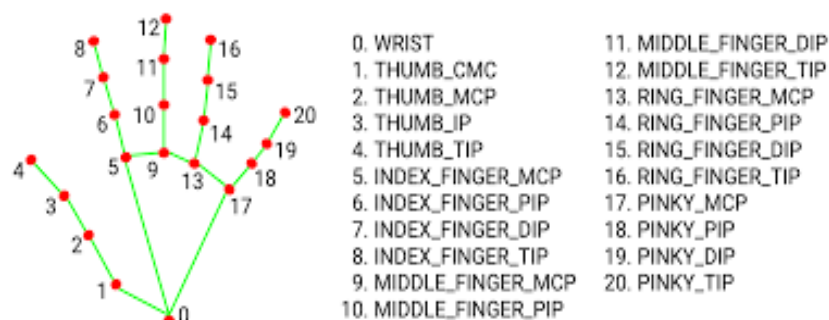 12
8
16
11
7
15
10
6
14
20
4
5
9
13
19
18
3
17
2
1
0
0. WRIST
1. THUMB_CMC
2. THUMB_MCP
3. THUMB_IP
4. THUMB_TIP
5. INDEX_FINGER_MCP
6. INDEX_FINGER_PIP
7. INDEX_FINGER_DIP
8. INDEX_FINGER_TIP
9. MIDDLE_FINGER_MCP
10. MIDDLE_FINGER_PIP
11. MIDDLE_FINGER_DIP
12. MIDDLE_FINGER_TIP
13. RING_FINGER_MCP
14. RING_FINGER_PIP
15. RING_FINGER_DIP
16. RING_FINGER_TIP
17. PINKY_MCP
18. PINKY_PIP
19. PINKY_DIP
20. PINKY_TIP